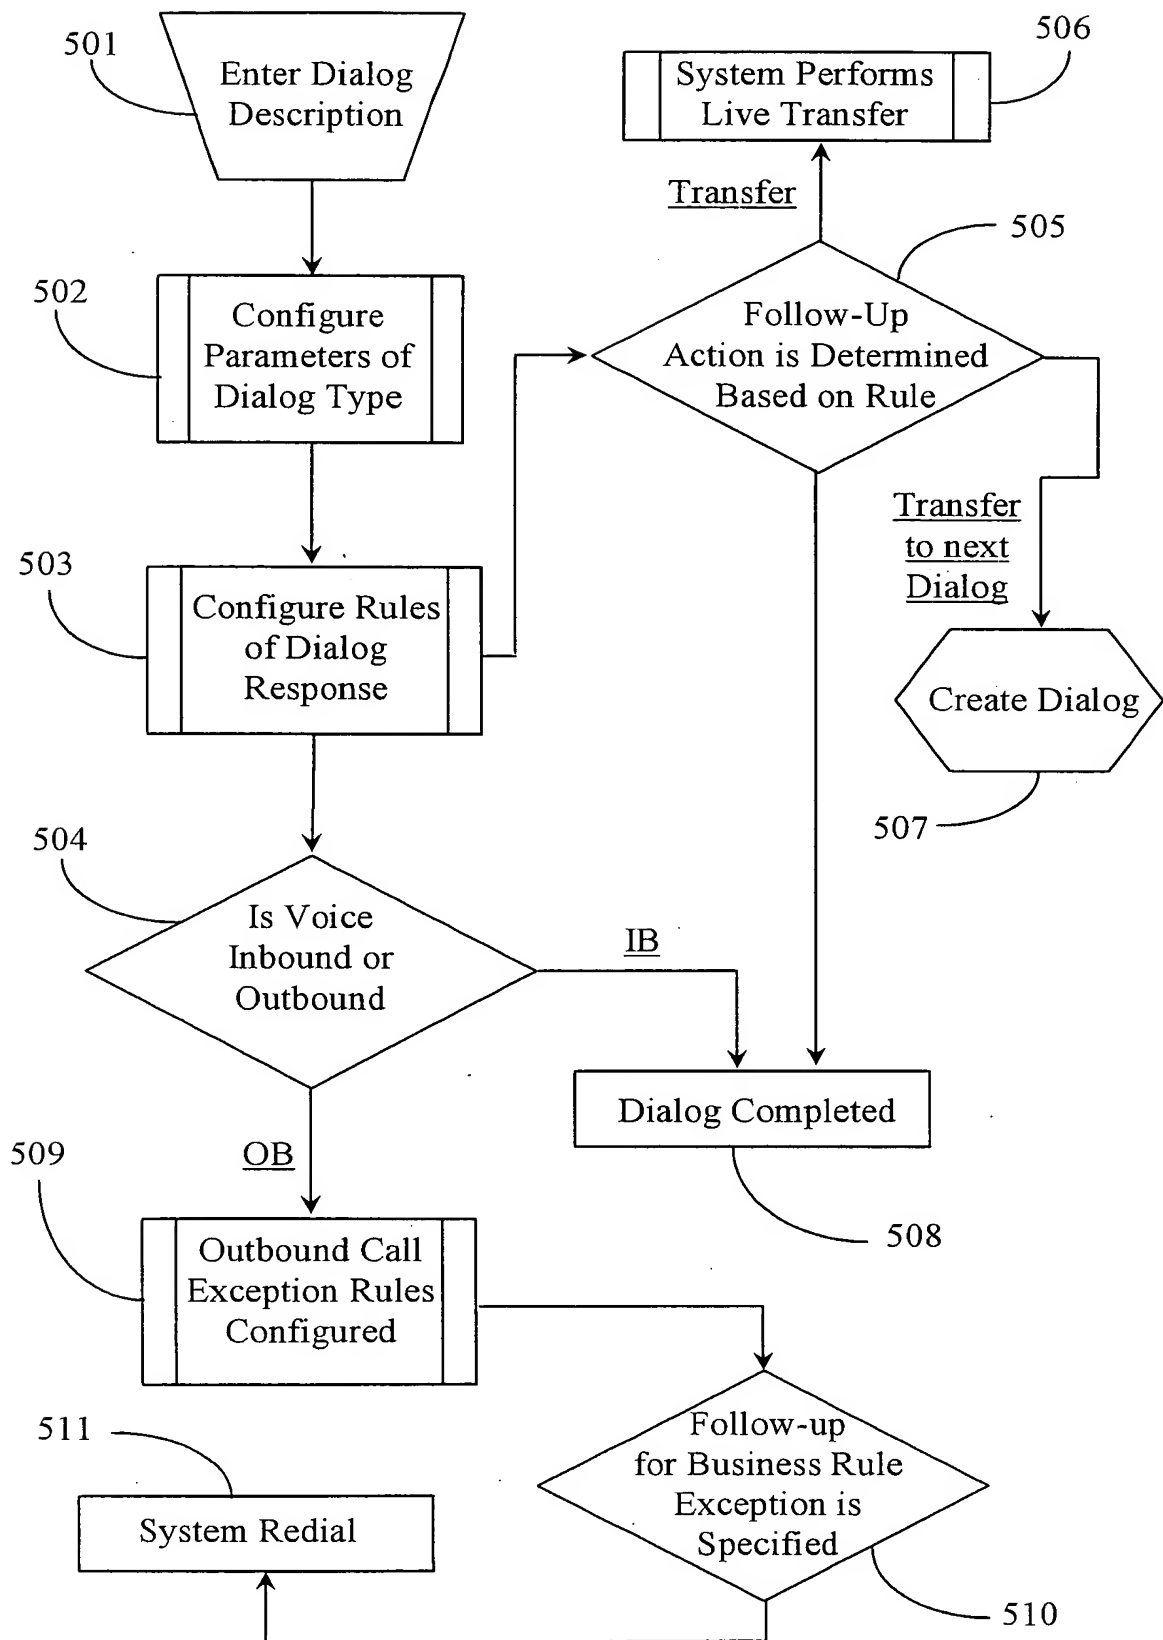 501
Enter Dialog
Description
506
System Performs
Live Transfer
Transfer
505
502
Configure
Parameters of
Dialog Type
Follow-Up
Action is Determined
Based on Rule
Transfer
to next
Dialog
503
Configure Rules
of Dialog
Response
Create Dialog
507
504
Is Voice
Inbound or
Outbound
IB
Dialog Completed
508
OB
509
Outbound Call
Exception Rules
Configured
511
System Redial
Follow-up
for Business Rule
Exception is
Specified
510